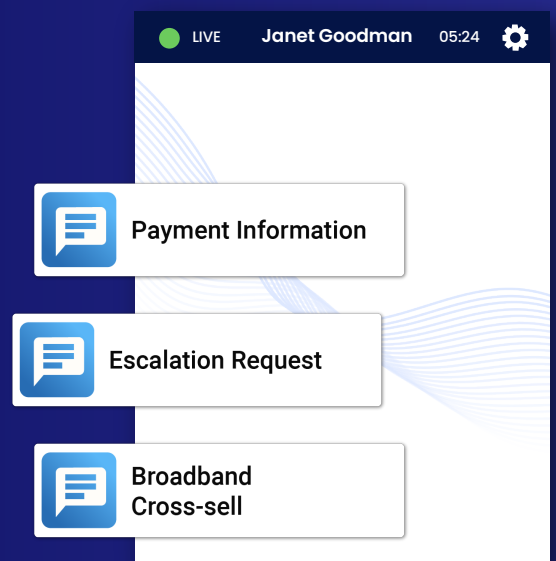 LIVE Janet Goodman 05:24
Payment Information
Escalation Request
Broadband
Cross-sell